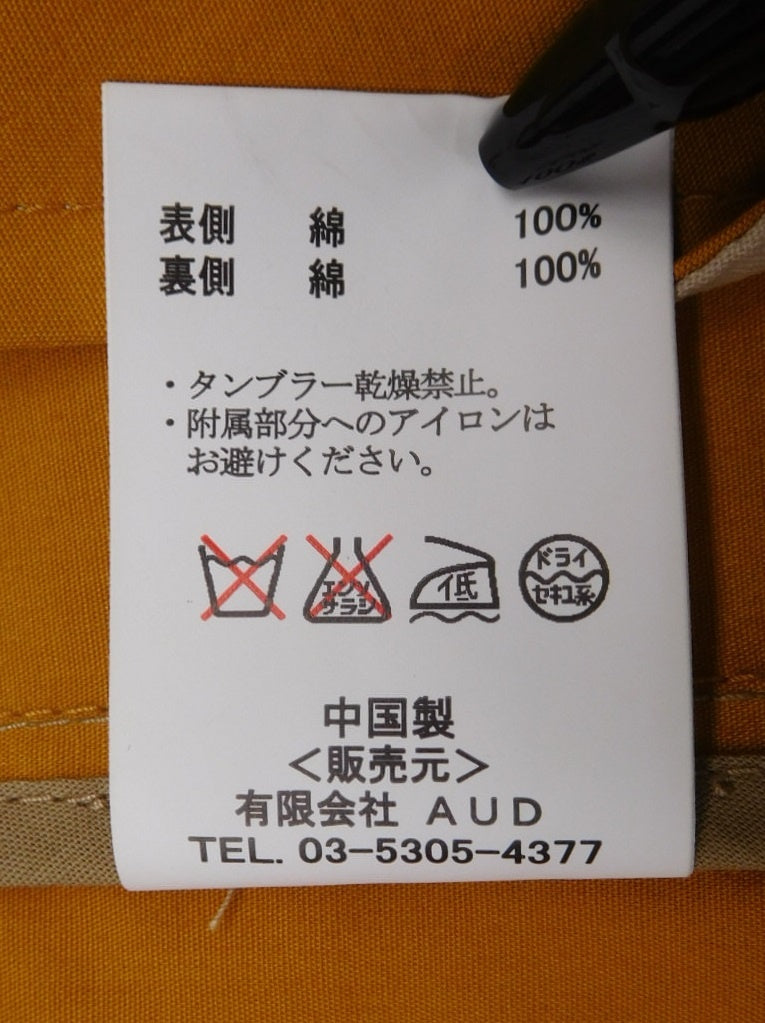 表側 綿 100%
裏側 綿 100%
・タンブラー乾燥禁止。
・附属部分へのアイロンは
お避けください。
エンソ
サラシ
低
ドライ
セキユ系
中国製
＜販売元＞
有限会社 ＡＵＤ
TEL. 03-5305-4377